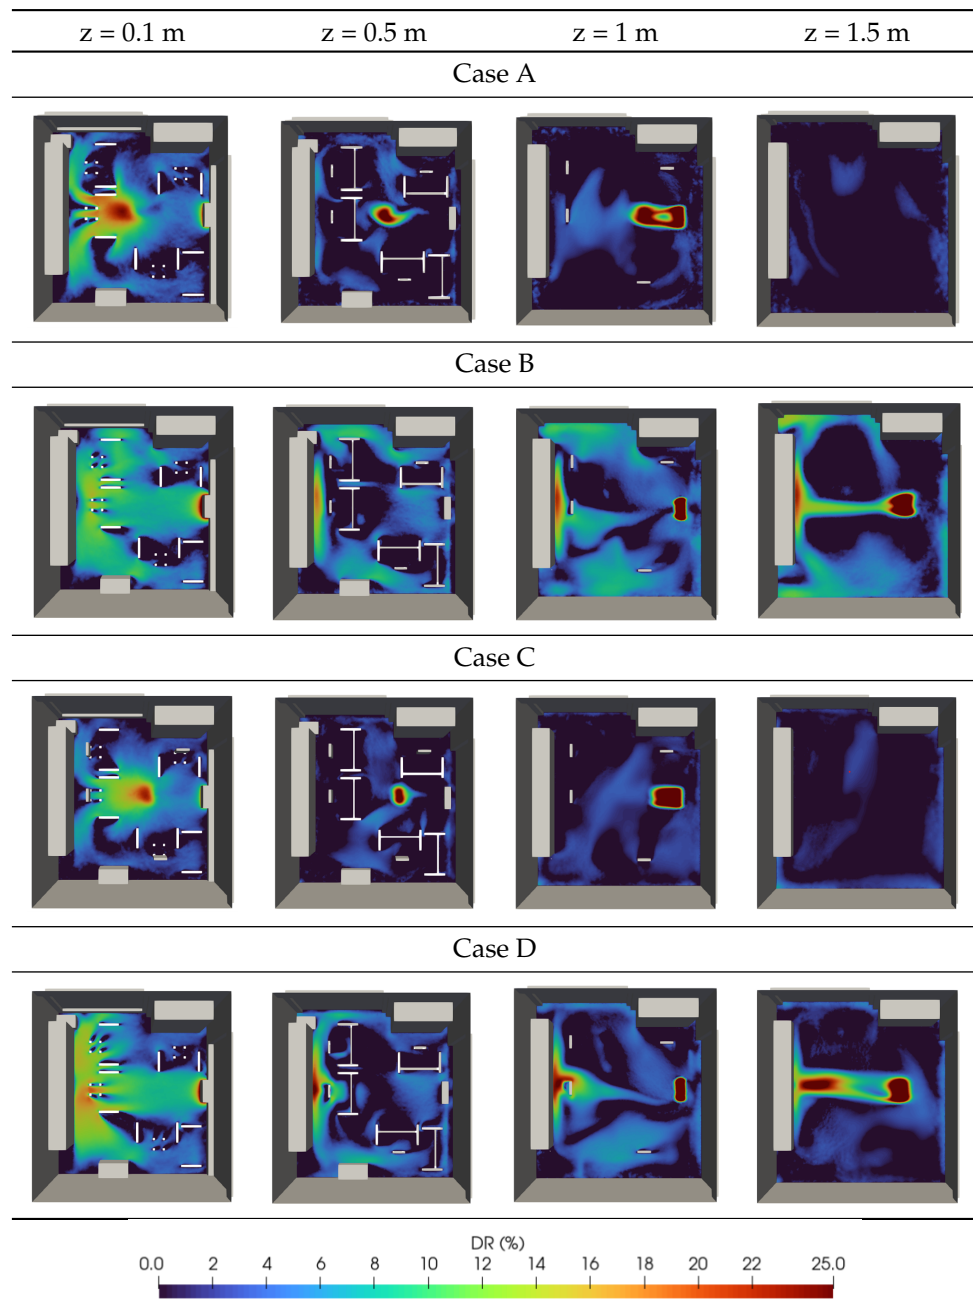 z = 0.1 m z = 0.5 m z = 1 m z = 1.5 m
Case A
Case B
Case C
Case D
DR (%)
0.0 2 4 6 8 10 12 14 16 18 20 22 25.0